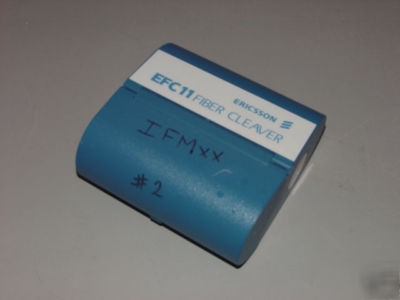 EFC11 FIBER CLEAVER
ERICSSON
IFMxx
#2